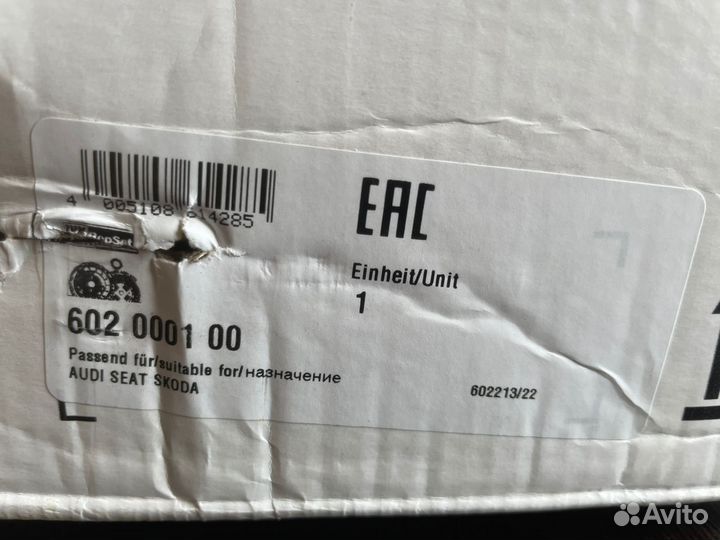 4 005108 614285
EAC
RepSet
Einheit/Unit
1
602 0001 00
Passend für/suitable for/назначение
AUDI SEAT SKODA
602213/22
Avito